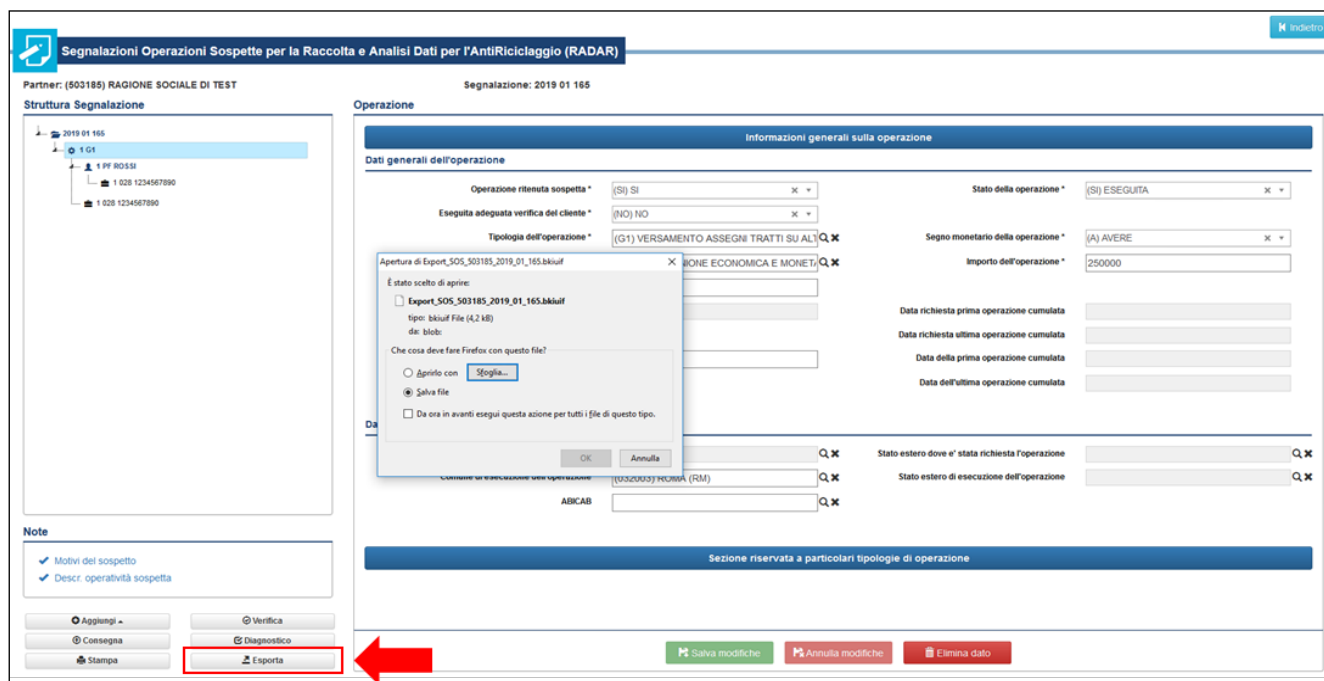 Indietro
Segnalazioni Operazioni Sospette per la Raccolta e Analisi Dati per l'AntiRiciclaggio (RADAR)
Partner: (503185) RAGIONE SOCIALE DI TEST
Segnalazione: 2019 01 165
Struttura Segnalazione
2019 01 165
1 G1
1 PF ROSSI
1 028 1234567890
1 028 1234567890
Note
Motivi del sospetto
Descr. operatività sospetta
Aggiungi
Verifica
Consegna
Diagnostico
Stampa
Esporta
Operazione
Informazioni generali sulla operazione
Dati generali dell'operazione
Operazione ritenuta sospetta * (SI) SI
Stato della operazione * (SI) ESEGUITA
Eseguita adeguata verifica del cliente * (NO) NO
Tipologia dell'operazione * (G1) VERSAMENTO ASSEGNI TRATTI SU ALT
Segno monetario della operazione * (A) AVERE
IONE ECONOMICA E MONETA
Importo dell'operazione * 250000
Data richiesta prima operazione cumulata
Data richiesta ultima operazione cumulata
Data della prima operazione cumulata
Data dell'ultima operazione cumulata
Da
Stato estero dove e' stata richiesta l'operazione
Comune di esecuzione dell'operazione (032003) ROMA (RM)
Stato estero di esecuzione dell'operazione
ABICAB
Sezione riservata a particolari tipologie di operazione
Salva modifiche
Annulla modifiche
Elimina dato
Apertura di Export_SOS_503185_2019_01_165.bkiuif
È stato scelto di aprire:
Export_SOS_503185_2019_01_165.bkiuif
tipo: bkiuif File (4,2 kB)
da: blob:
Che cosa deve fare Firefox con questo file?
Aprirlo con Sfoglia...
Salva file
Da ora in avanti esegui questa azione per tutti i file di questo tipo.
OK
Annulla